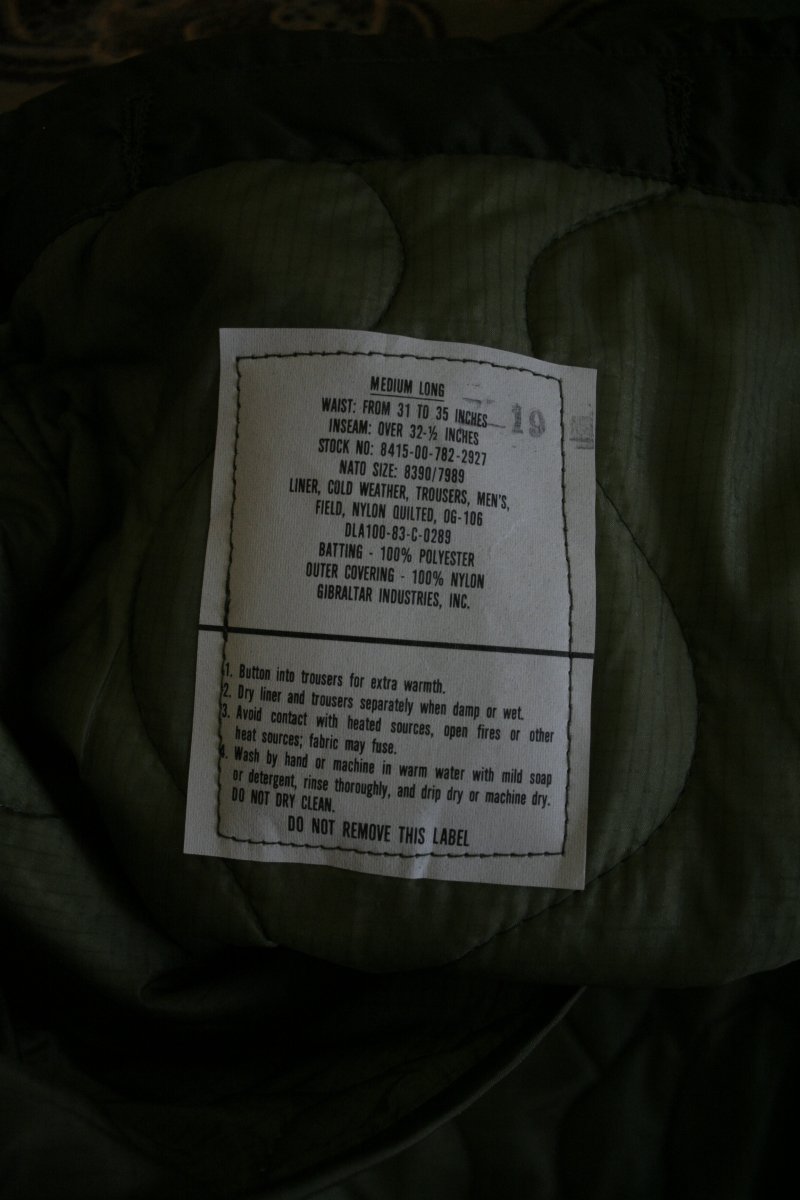 MEDIUM LONG
WAIST: FROM 31 TO 35 INCHES
19
INSEAM: OVER 32-½ INCHES
STOCK NO: 8415-00-782-2927
NATO SIZE: 8390/7989
LINER, COLD WEATHER, TROUSERS, MEN'S,
FIELD, NYLON QUILTED, OG-106
DLA100-83-C-0289
BATTING - 100% POLYESTER
OUTER COVERING - 100% NYLON
GIBRALTAR INDUSTRIES, INC.
1. Button into trousers for extra warmth.
2. Dry liner and trousers separately when damp or wet.
3. Avoid contact with heated sources, open fires or other
heat sources; fabric may fuse.
4. Wash by hand or machine in warm water with mild soap
or detergent, rinse thoroughly, and drip dry or machine dry.
DO NOT DRY CLEAN.
DO NOT REMOVE THIS LABEL